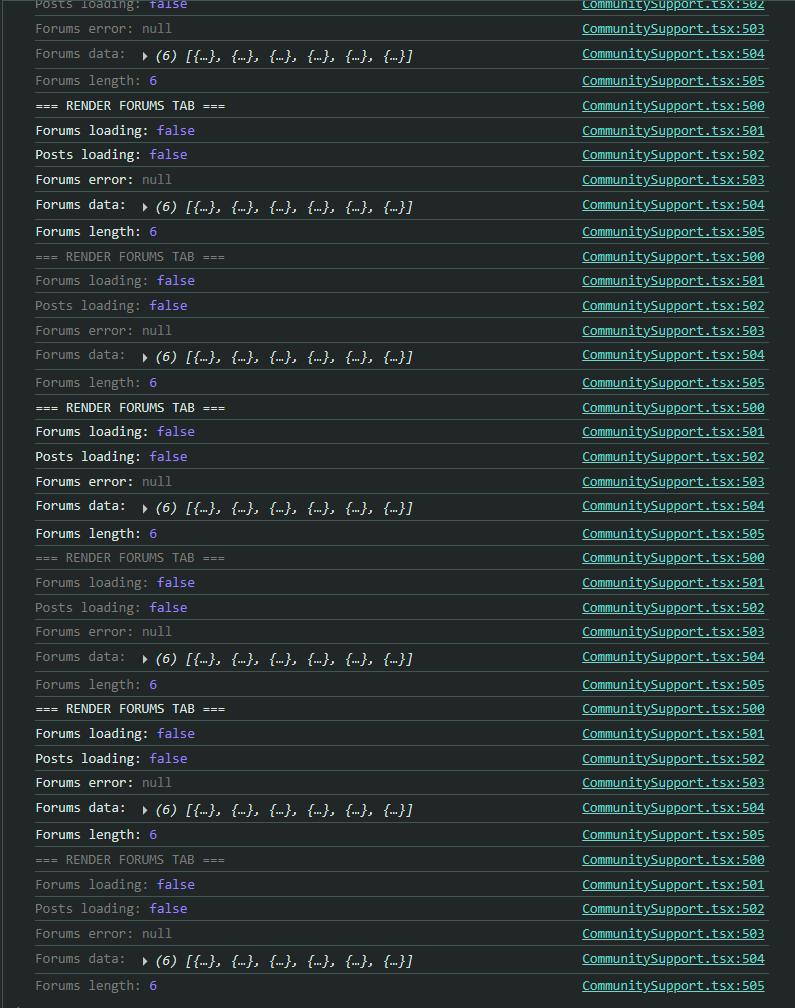 Posts loading: false CommunitySupport.tsx:502
Forums error: null CommunitySupport.tsx:503
Forums data: ▶ (6) [{…}, {…}, {…}, {…}, {…}, {…}] CommunitySupport.tsx:504
Forums length: 6 CommunitySupport.tsx:505
=== RENDER FORUMS TAB === CommunitySupport.tsx:500
Forums loading: false CommunitySupport.tsx:501
Posts loading: false CommunitySupport.tsx:502
Forums error: null CommunitySupport.tsx:503
Forums data: ▶ (6) [{…}, {…}, {…}, {…}, {…}, {…}] CommunitySupport.tsx:504
Forums length: 6 CommunitySupport.tsx:505
=== RENDER FORUMS TAB === CommunitySupport.tsx:500
Forums loading: false CommunitySupport.tsx:501
Posts loading: false CommunitySupport.tsx:502
Forums error: null CommunitySupport.tsx:503
Forums data: ▶ (6) [{…}, {…}, {…}, {…}, {…}, {…}] CommunitySupport.tsx:504
Forums length: 6 CommunitySupport.tsx:505
=== RENDER FORUMS TAB === CommunitySupport.tsx:500
Forums loading: false CommunitySupport.tsx:501
Posts loading: false CommunitySupport.tsx:502
Forums error: null CommunitySupport.tsx:503
Forums data: ▶ (6) [{…}, {…}, {…}, {…}, {…}, {…}] CommunitySupport.tsx:504
Forums length: 6 CommunitySupport.tsx:505
=== RENDER FORUMS TAB === CommunitySupport.tsx:500
Forums loading: false CommunitySupport.tsx:501
Posts loading: false CommunitySupport.tsx:502
Forums error: null CommunitySupport.tsx:503
Forums data: ▶ (6) [{…}, {…}, {…}, {…}, {…}, {…}] CommunitySupport.tsx:504
Forums length: 6 CommunitySupport.tsx:505
=== RENDER FORUMS TAB === CommunitySupport.tsx:500
Forums loading: false CommunitySupport.tsx:501
Posts loading: false CommunitySupport.tsx:502
Forums error: null CommunitySupport.tsx:503
Forums data: ▶ (6) [{…}, {…}, {…}, {…}, {…}, {…}] CommunitySupport.tsx:504
Forums length: 6 CommunitySupport.tsx:505
=== RENDER FORUMS TAB === CommunitySupport.tsx:500
Forums loading: false CommunitySupport.tsx:501
Posts loading: false CommunitySupport.tsx:502
Forums error: null CommunitySupport.tsx:503
Forums data: ▶ (6) [{…}, {…}, {…}, {…}, {…}, {…}] CommunitySupport.tsx:504
Forums length: 6 CommunitySupport.tsx:505